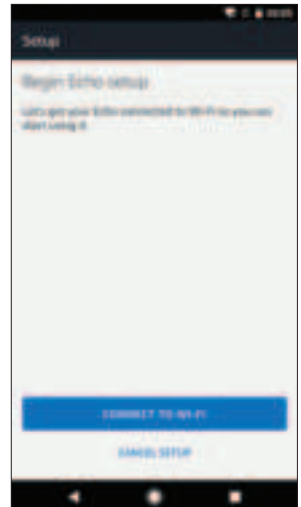 Setup
Begin Echo setup
Let's get your Echo connected to Wi-Fi so you can
start using it.
CONNECT TO WI-FI
CANCEL SETUP